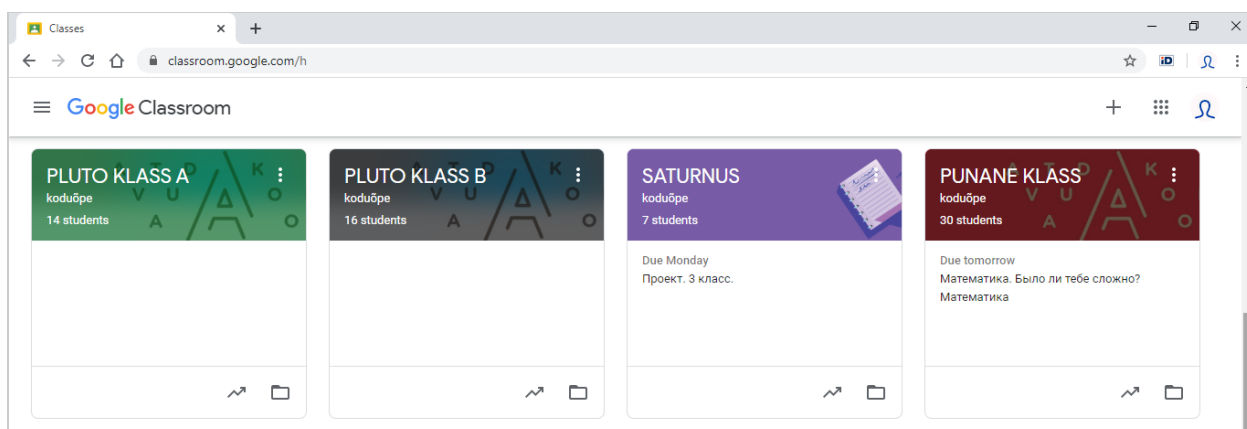 Classes
classroom.google.com/h
iD
Google Classroom
PLUTO KLASS A
koduõpe
14 students
PLUTO KLASS B
koduõpe
16 students
SATURNUS
koduõpe
7 students
Due Monday
Проект. 3 класс.
PUNANE KLASS
koduõpe
30 students
Due tomorrow
Математика. Было ли тебе сложно?
Математика